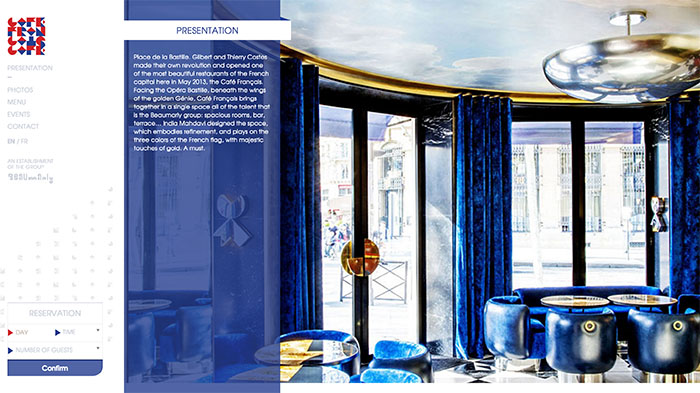 CAFE
FRAN
ÇAIS
CAFE
PRESENTATION
PHOTOS
MENU
EVENTS
CONTACT
EN / FR
AN ESTABLISHMENT
OF THE GROUP
Beaumarly
RESERVATION
DAY
TIME
NUMBER OF GUESTS
Confirm
PRESENTATION
Place de la Bastille. Gilbert and Thierry Costes
made their own revolution and opened one
of the most beautiful restaurants of the French
capital here in May 2013, the Café Français.
Facing the Opéra Bastille, beneath the wings
of the golden Génie, Café Français brings
together in a single space all of the talent that
is the Beaumarly group: spacious rooms, bar,
terrace... India Mahdavi designed the space,
which embodies refinement, and plays on the
three colors of the French flag, with majestic
touches of gold. A must.